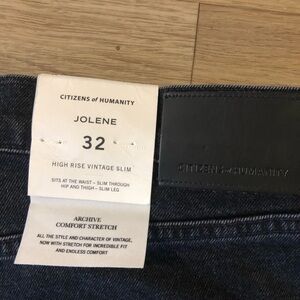 CITIZENS of HUMANITY
JOLENE
32
HIGH RISE VINTAGE SLIM
SITS AT THE WAIST – SLIM THROUGH
HIP AND THIGH – SLIM LEG
ARCHIVE
COMFORT STRETCH
ALL THE STYLE AND CHARACTER OF VINTAGE,
NOW WITH STRETCH FOR INCREDIBLE FIT
AND ENDLESS COMFORT
CITIZENS of HUMANITY